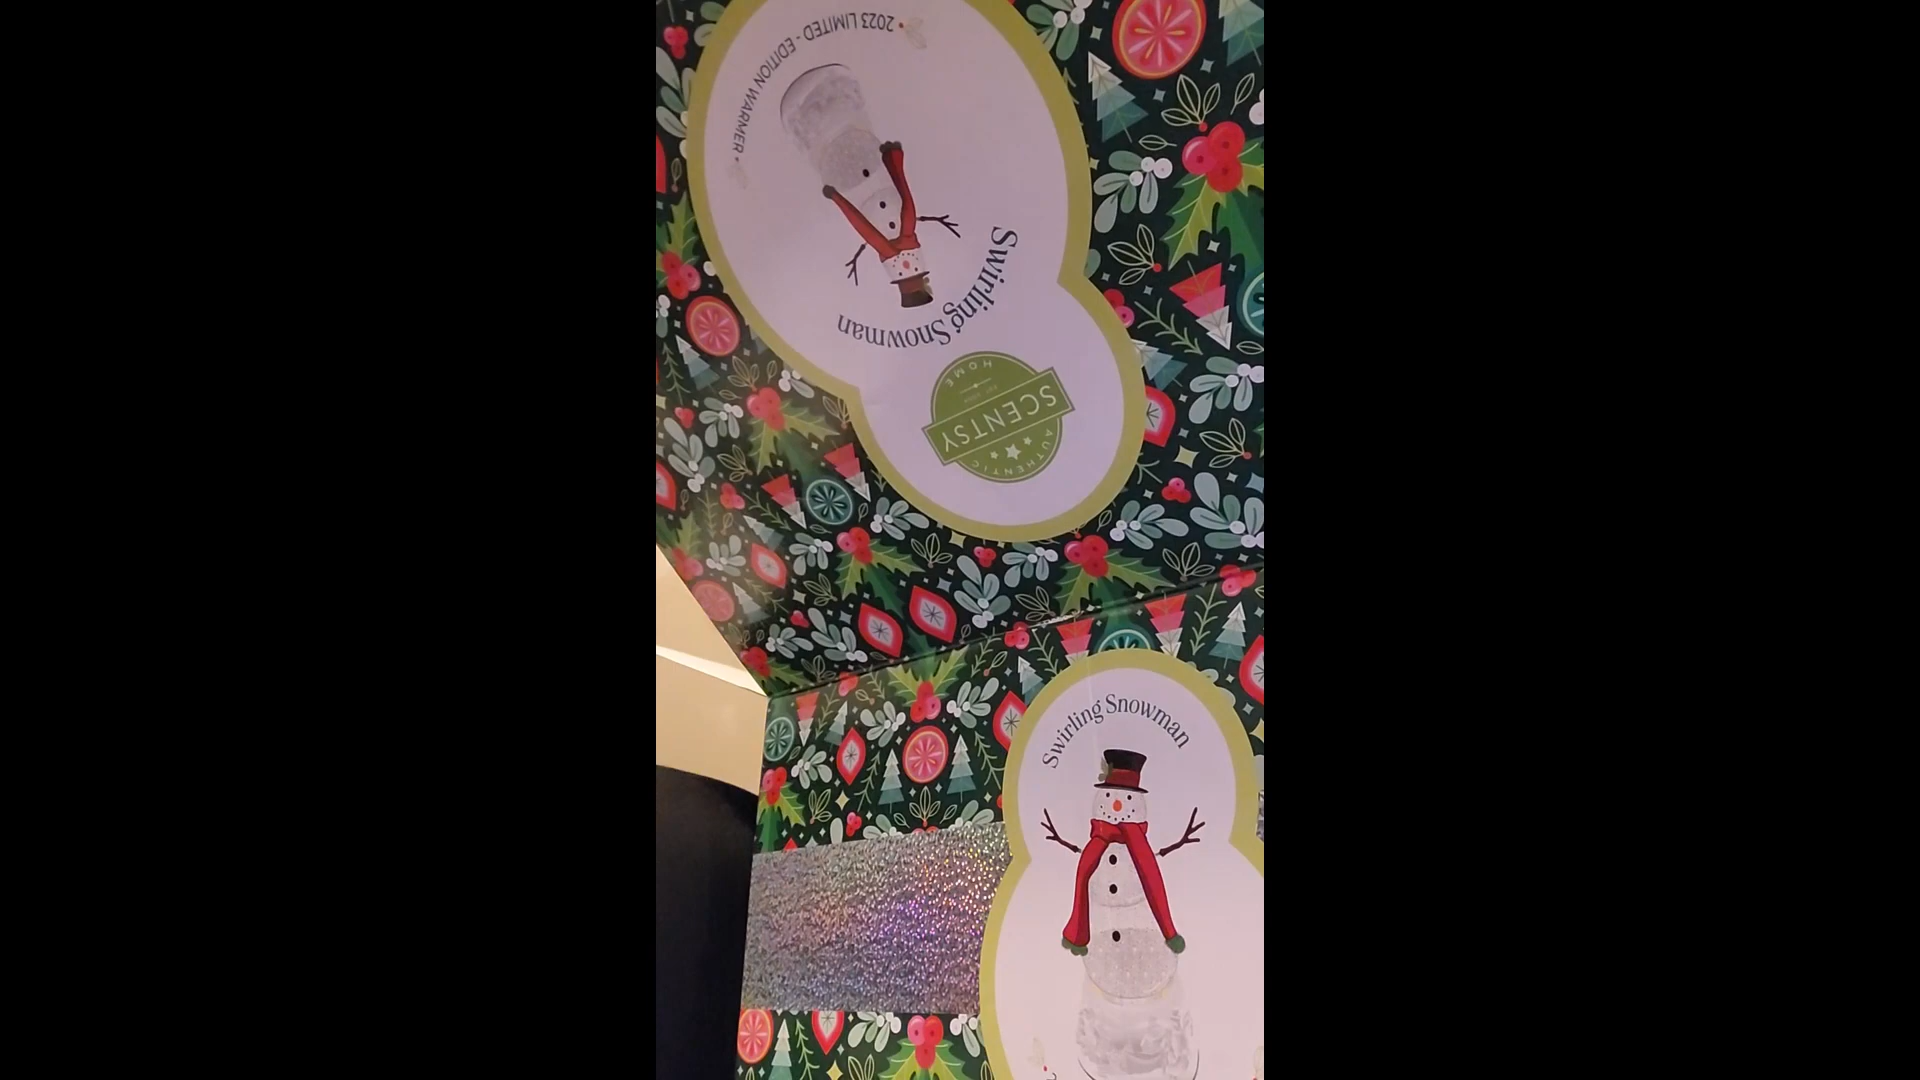 AUTHENTIC
SCENTSY
HOME
Swirling Snowman
2023 LIMITED-EDITION WARMER
Swirling Snowman